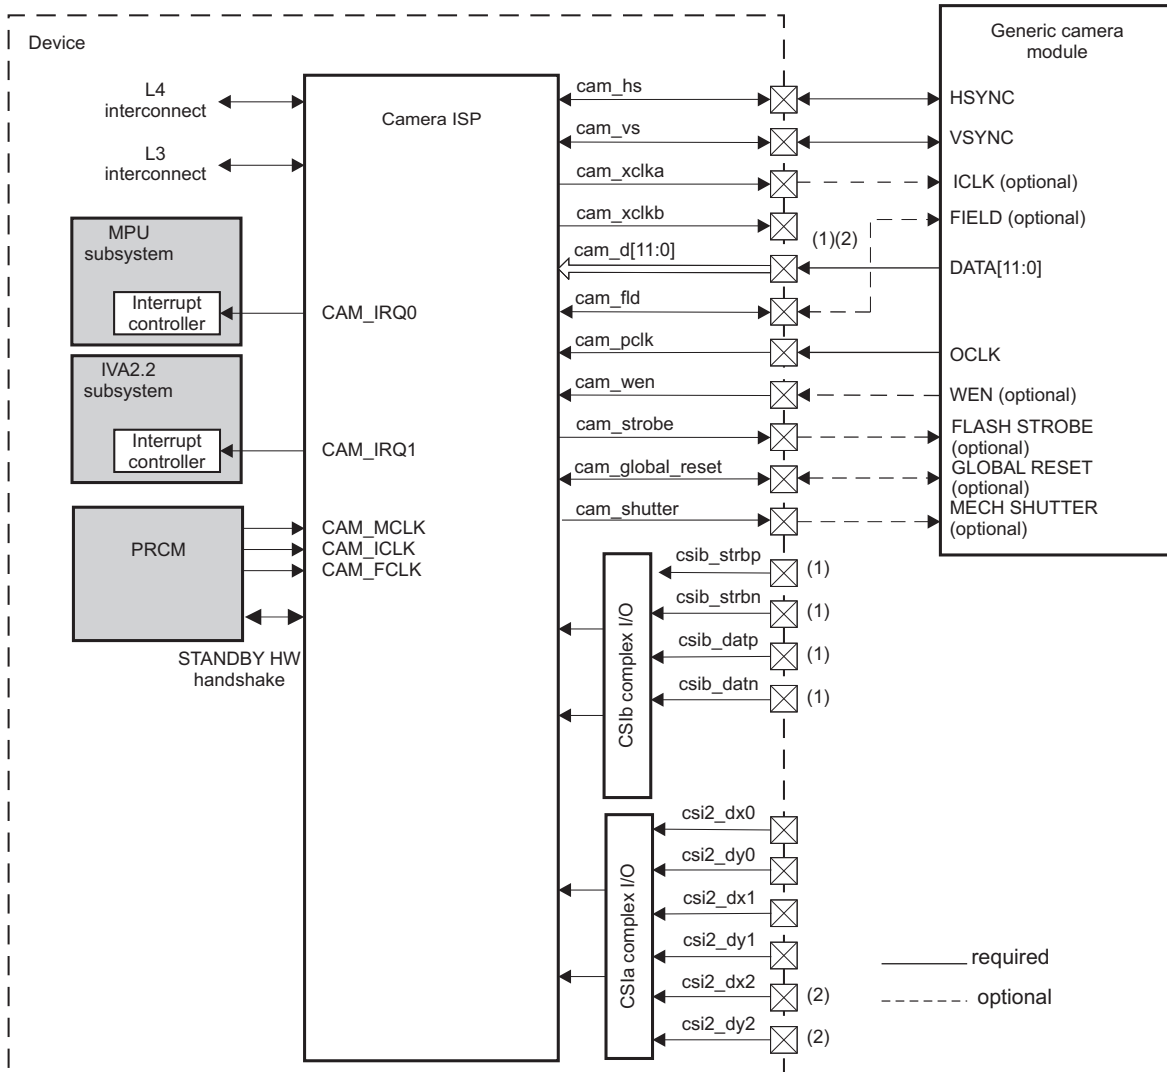 Device
Generic camera
module
L4
interconnect
L3
interconnect
Camera ISP
MPU
subsystem
Interrupt
controller
CAM_IRQ0
IVA2.2
subsystem
Interrupt
controller
CAM_IRQ1
PRCM
CAM_MCLK
CAM_ICLK
CAM_FCLK
STANDBY HW
handshake
cam_hs
HSYNC
cam_vs
VSYNC
cam_xclka
ICLK (optional)
cam_xclkb
FIELD (optional)
cam_d[11:0]
(1)(2)
DATA[11:0]
cam_fld
cam_pclk
OCLK
cam_wen
WEN (optional)
cam_strobe
FLASH STROBE
(optional)
cam_global_reset
GLOBAL RESET
(optional)
cam_shutter
MECH SHUTTER
(optional)
CSIb complex I/O
csib_strbp
(1)
csib_strbn
(1)
csib_datp
(1)
csib_datn
(1)
CSIa complex I/O
csi2_dx0
csi2_dy0
csi2_dx1
csi2_dy1
csi2_dx2
(2)
csi2_dy2
(2)
required
optional